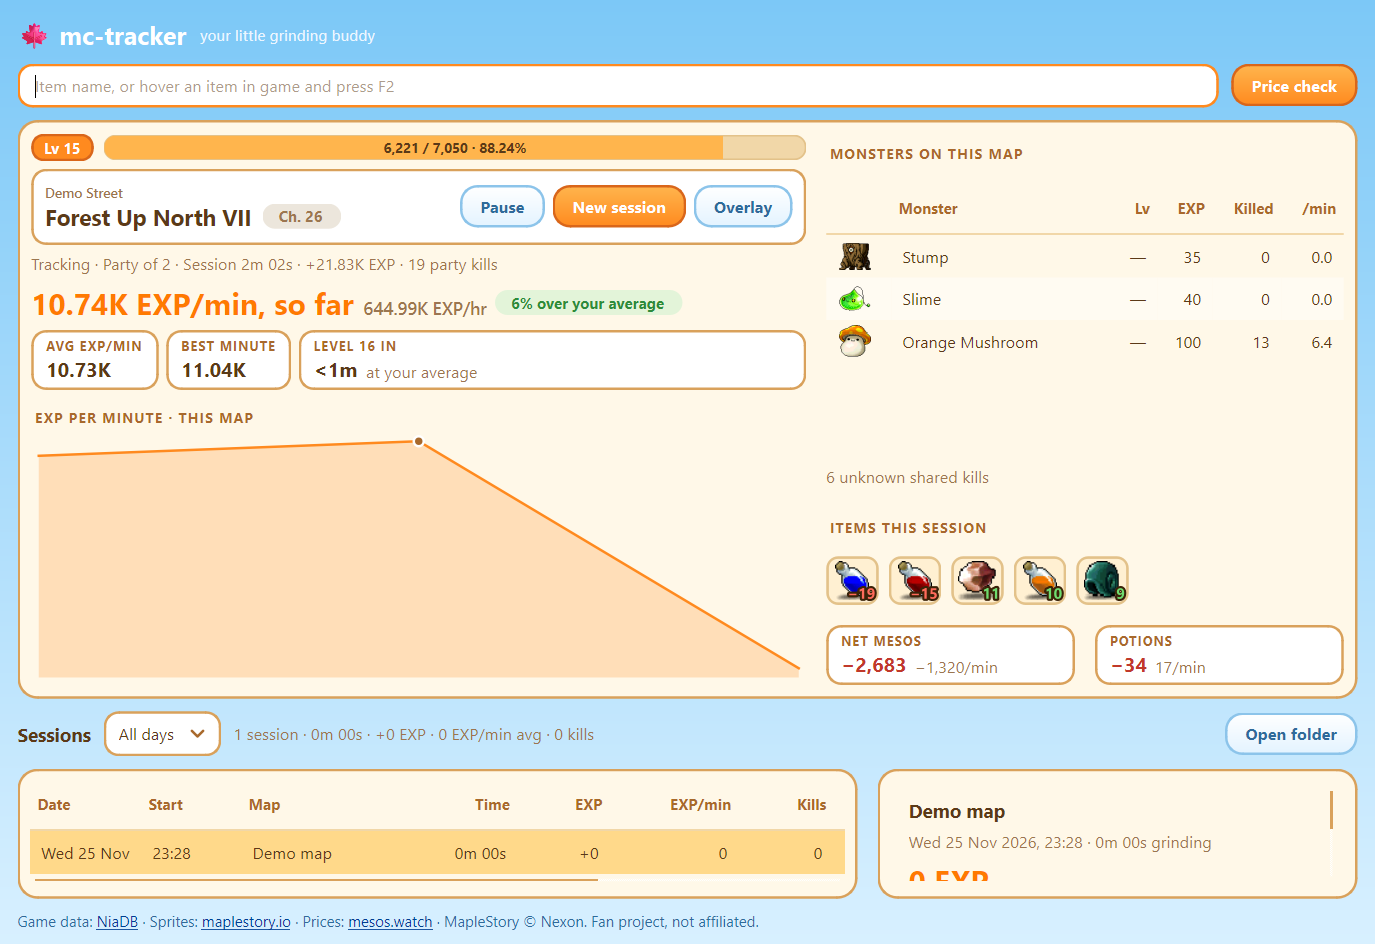 mc-tracker your little grinding buddy
Item name, or hover an item in game and press F2
Price check
Lv 15
6,221 / 7,050 · 88.24%
Demo Street
Forest Up North VII Ch. 26
Pause
New session
Overlay
Tracking · Party of 2 · Session 2m 02s · +21.83K EXP · 19 party kills
10.74K EXP/min, so far 644.99K EXP/hr 6% over your average
AVG EXP/MIN
10.73K
BEST MINUTE
11.04K
LEVEL 16 IN
<1m at your average
EXP PER MINUTE · THIS MAP
MONSTERS ON THIS MAP
Monster Lv EXP Killed /min
Stump — 35 0 0.0
Slime — 40 0 0.0
Orange Mushroom — 100 13 6.4
6 unknown shared kills
ITEMS THIS SESSION
−19 −15 11 10 9
NET MESOS
−2,683 −1,320/min
POTIONS
−34 17/min
Sessions All days 1 session · 0m 00s · +0 EXP · 0 EXP/min avg · 0 kills
Open folder
Date Start Map Time EXP EXP/min Kills
Wed 25 Nov 23:28 Demo map 0m 00s +0 0 0
Demo map
Wed 25 Nov 2026, 23:28 · 0m 00s grinding
0 EXP
Game data: NiaDB · Sprites: maplestory.io · Prices: mesos.watch · MapleStory © Nexon. Fan project, not affiliated.